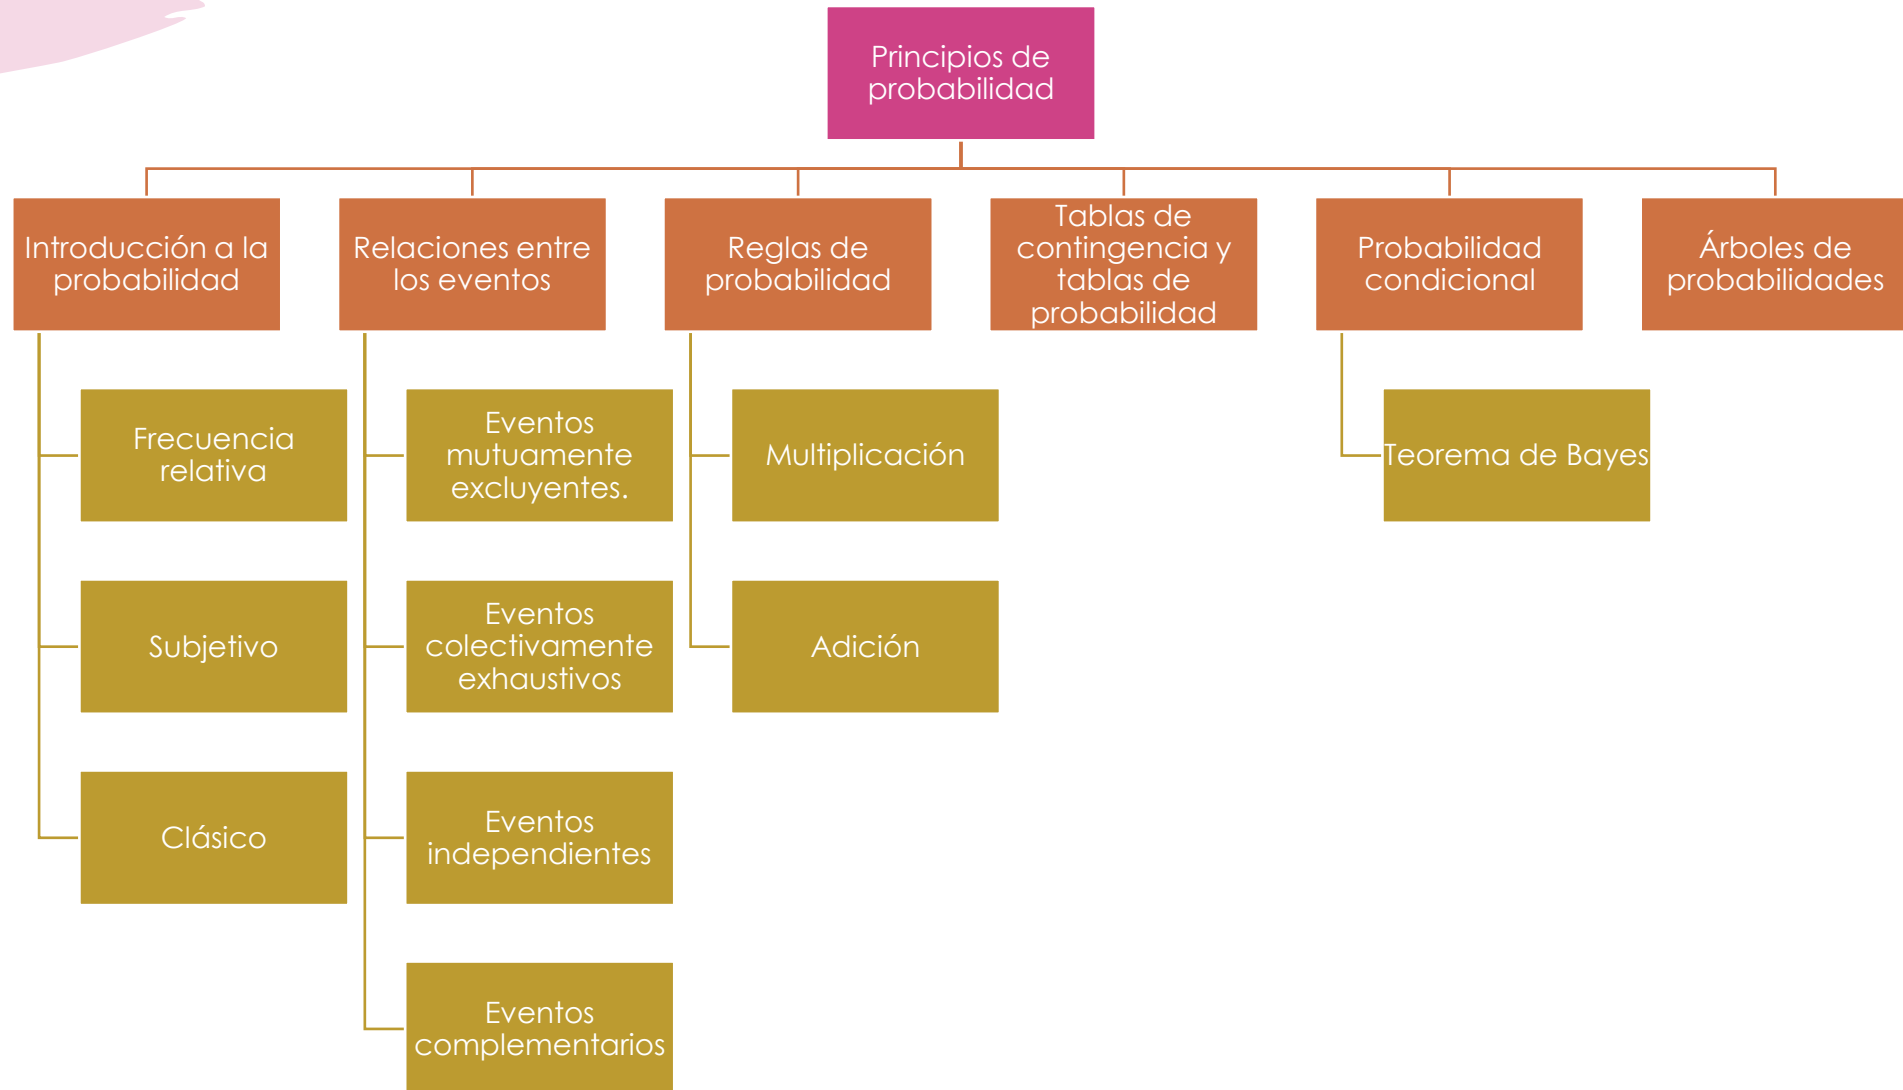 Principios de
probabilidad
Introducción a la
probabilidad
Relaciones entre
los eventos
Reglas de
probabilidad
Tablas de
contingencia y
tablas de
probabilidad
Probabilidad
condicional
Árboles de
probabilidades
Frecuencia
relativa
Subjetivo
Clásico
Eventos
mutuamente
excluyentes.
Eventos
colectivamente
exhaustivos
Eventos
independientes
Eventos
complementarios
Multiplicación
Adición
Teorema de Bayes